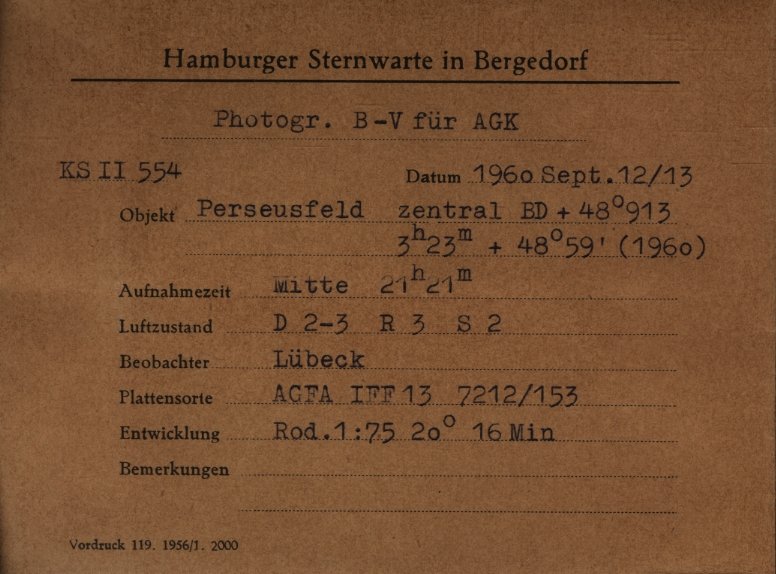 Hamburger Sternwarte in Bergedorf
Photogr. B-V für AGK
KS II 554 Datum 1960 Sept. 12/13
Objekt Perseusfeld zentral BD + 48°913
3h23m + 48°59' (1960)
Aufnahmezeit Mitte 21h21m
Luftzustand D 2-3 R 3 S 2
Beobachter Lübeck
Plattensorte AGFA IFF 13 7212/153
Entwicklung Rod. 1:75 20° 16 Min
Bemerkungen
Vordruck 119. 1956/1. 2000